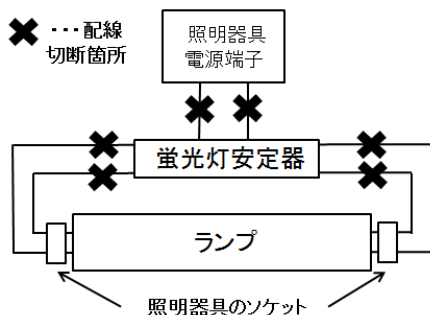 ・・・配線
切断箇所
照明器具
電源端子
蛍光灯安定器
ランプ
照明器具のソケット